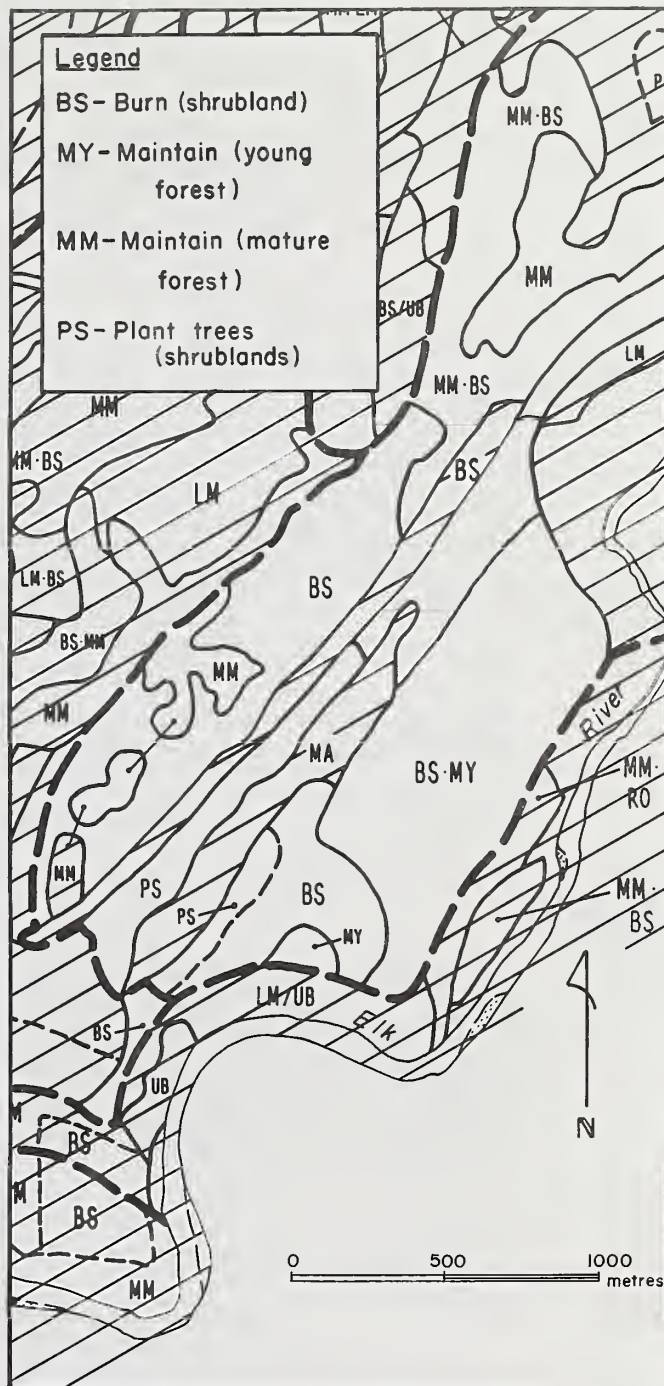 MM·LM
Legend
BS- Burn (shrubland)
MY- Maintain (young
forest)
MM- Maintain (mature
forest)
PS- Plant trees
(shrublands)
P
MM·BS
MM
BS/UB
LM
MM
MM·BS
BS
MM·BS
LM
LM·BS
BS
BS·MM
MM
MM
River
MA
BS·MY
MM·
RO
MM
PS
BS
PS
MM·
BS
MY
LM/UB
BS
Elk
UB
N
M
BS
M
BS
0 500 1000
metres
MM